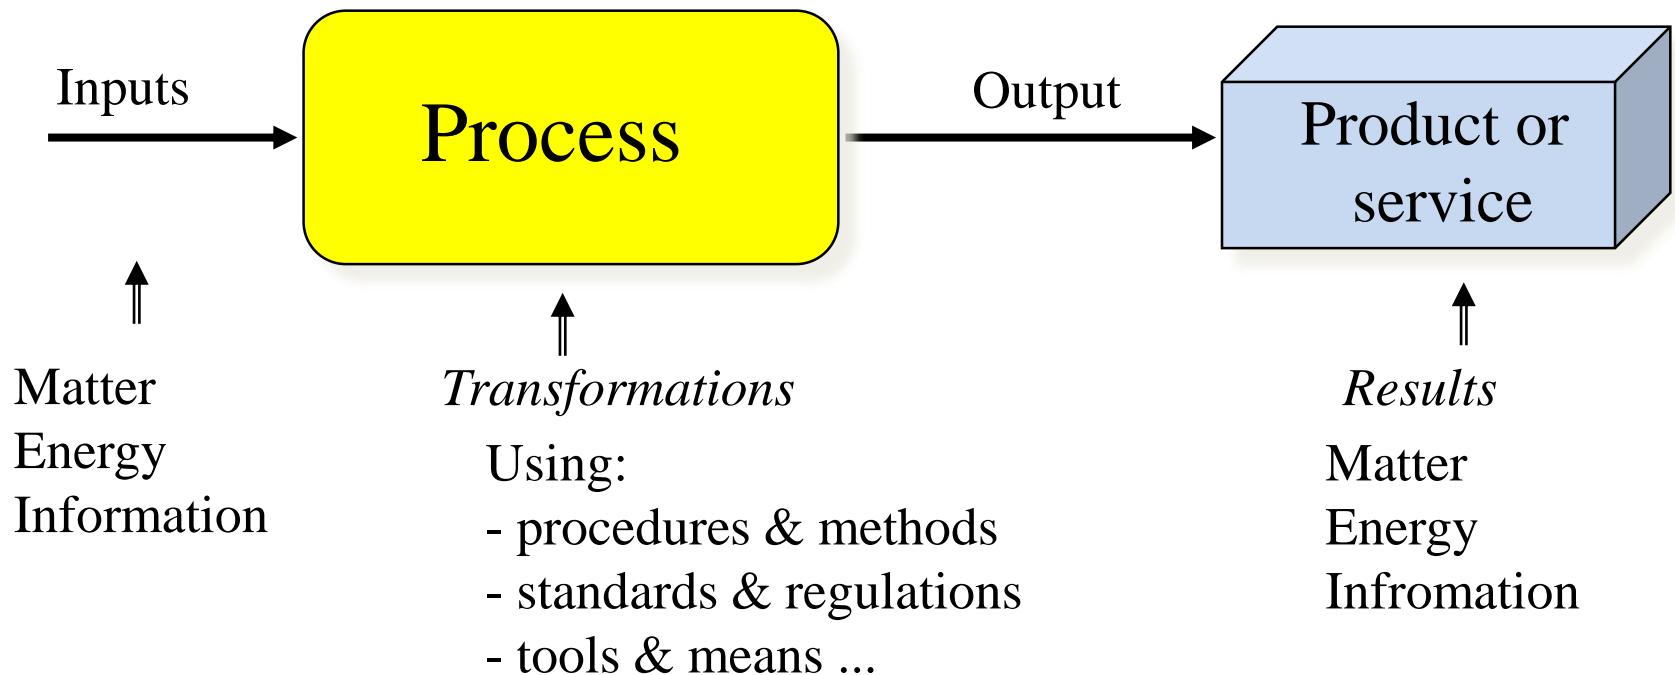 Inputs
Process
Output
Product or
service
Matter
Energy
Information
Transformations
Using:
- procedures & methods
- standards & regulations
- tools & means ...
Results
Matter
Energy
Infromation